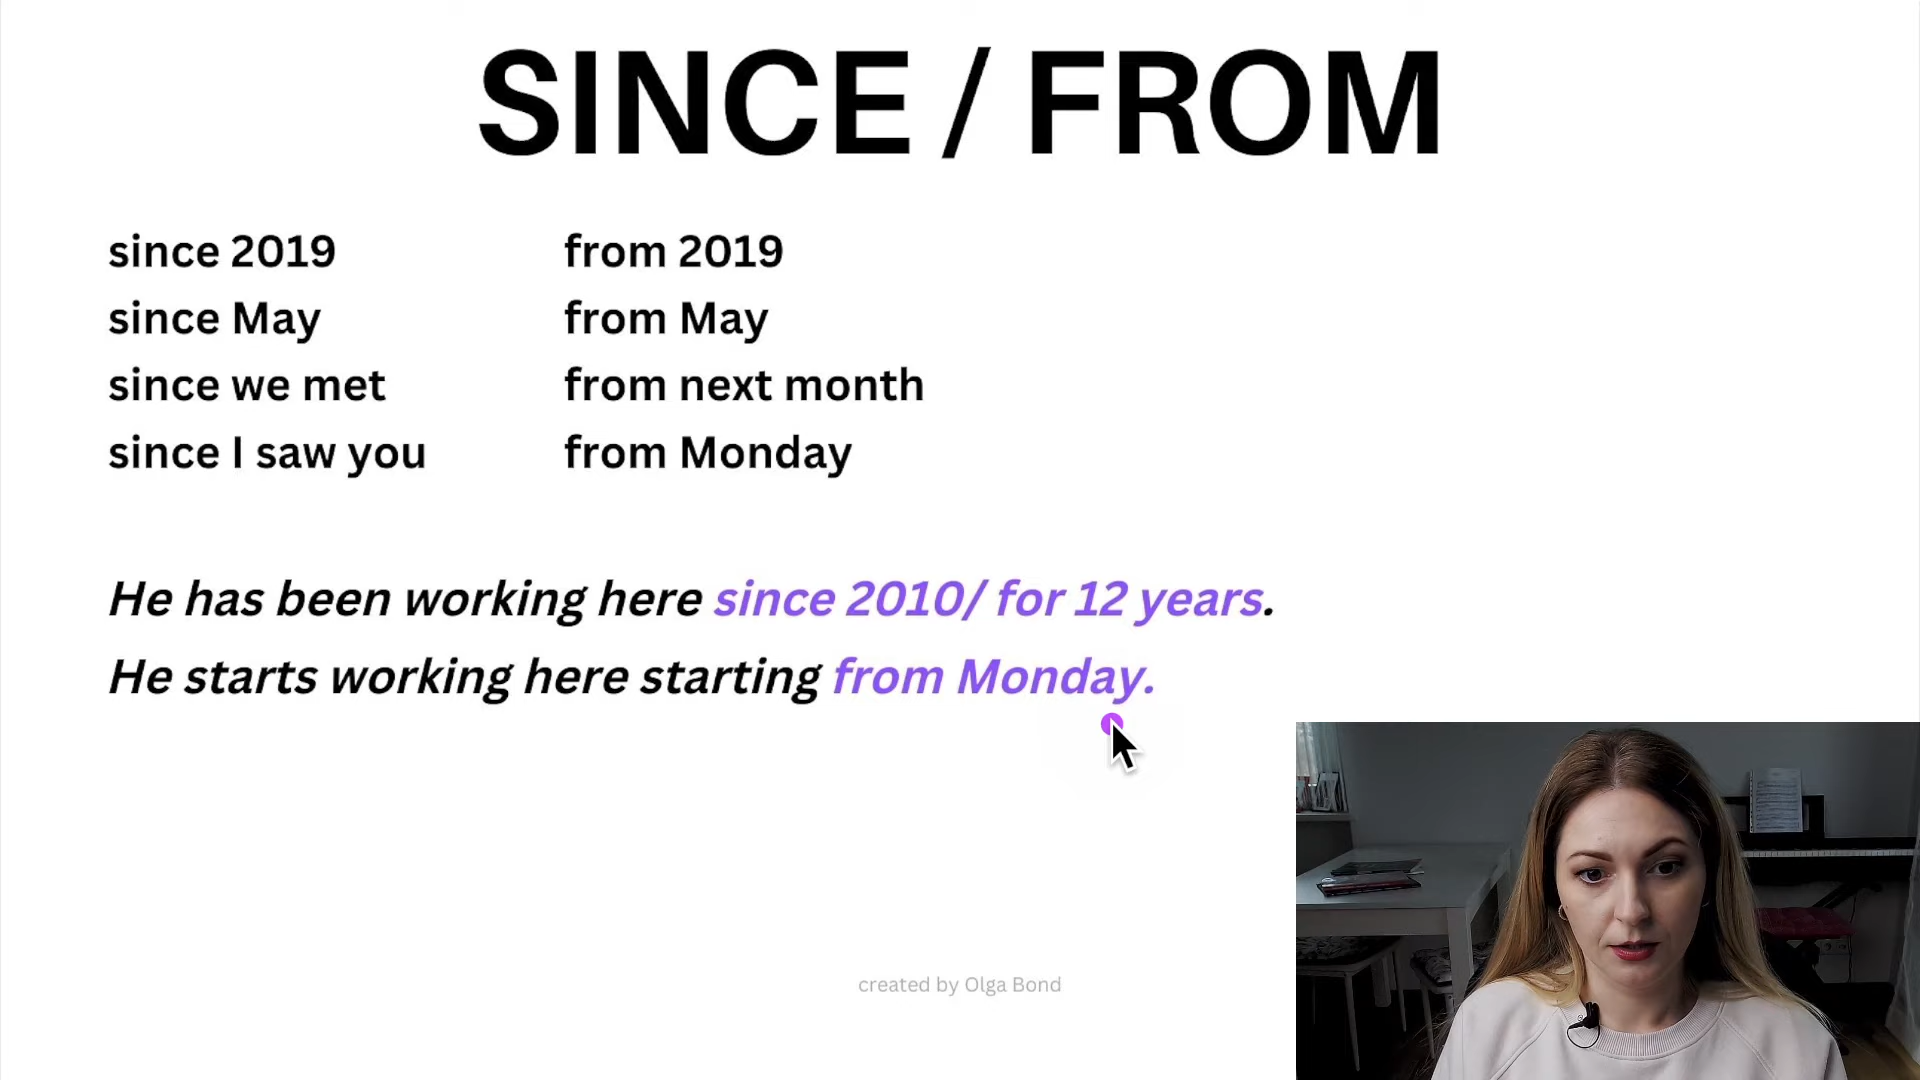 SINCE / FROM
since 2019
since May
since we met
since I saw you
from 2019
from May
from next month
from Monday
He has been working here since 2010/ for 12 years.
He starts working here starting from Monday.
created by Olga Bond